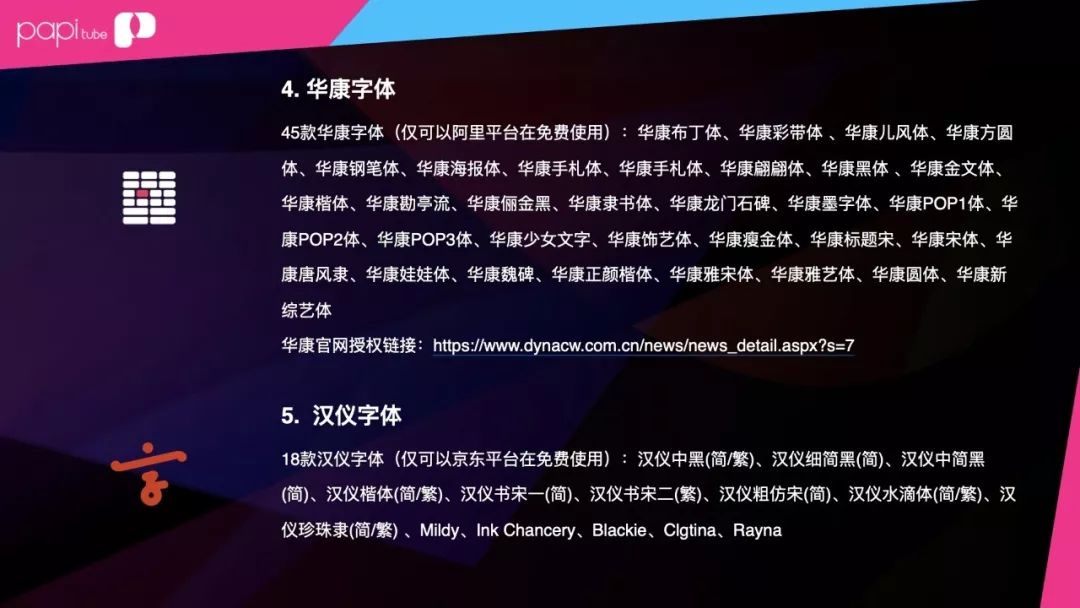 papi tube
4. 华康字体
45款华康字体（仅可以阿里平台在免费使用）：华康布丁体、华康彩带体 、华康儿风体、华康方圆
体、华康钢笔体、华康海报体、华康手札体、华康手札体、华康翩翩体、华康黑体 、华康金文体、
华康楷体、华康勘亭流、华康俪金黑、华康隶书体、华康龙门石碑、华康墨字体、华康POP1体、华
康POP2体、华康POP3体、华康少女文字、华康饰艺体、华康瘦金体、华康标题宋、华康宋体、华
康唐风隶、华康娃娃体、华康魏碑、华康正颜楷体、华康雅宋体、华康雅艺体、华康圆体、华康新
综艺体
华康官网授权链接：https://www.dynacw.com.cn/news/news_detail.aspx?s=7
5. 汉仪字体
18款汉仪字体（仅可以京东平台在免费使用）：汉仪中黑(简/繁)、汉仪细简黑(简)、汉仪中简黑
(简)、汉仪楷体(简/繁)、汉仪书宋一(简)、汉仪书宋二(繁)、汉仪粗仿宋(简)、汉仪水滴体(简/繁)、汉
仪珍珠隶(简/繁) 、Mildy、Ink Chancery、Blackie、Clgtina、Rayna